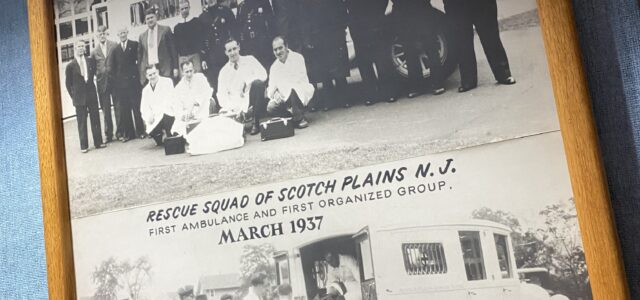 RESCUE SQUAD OF SCOTCH PLAINS N. J.
FIRST AMBULANCE AND FIRST ORGANIZED GROUP.
MARCH 1937